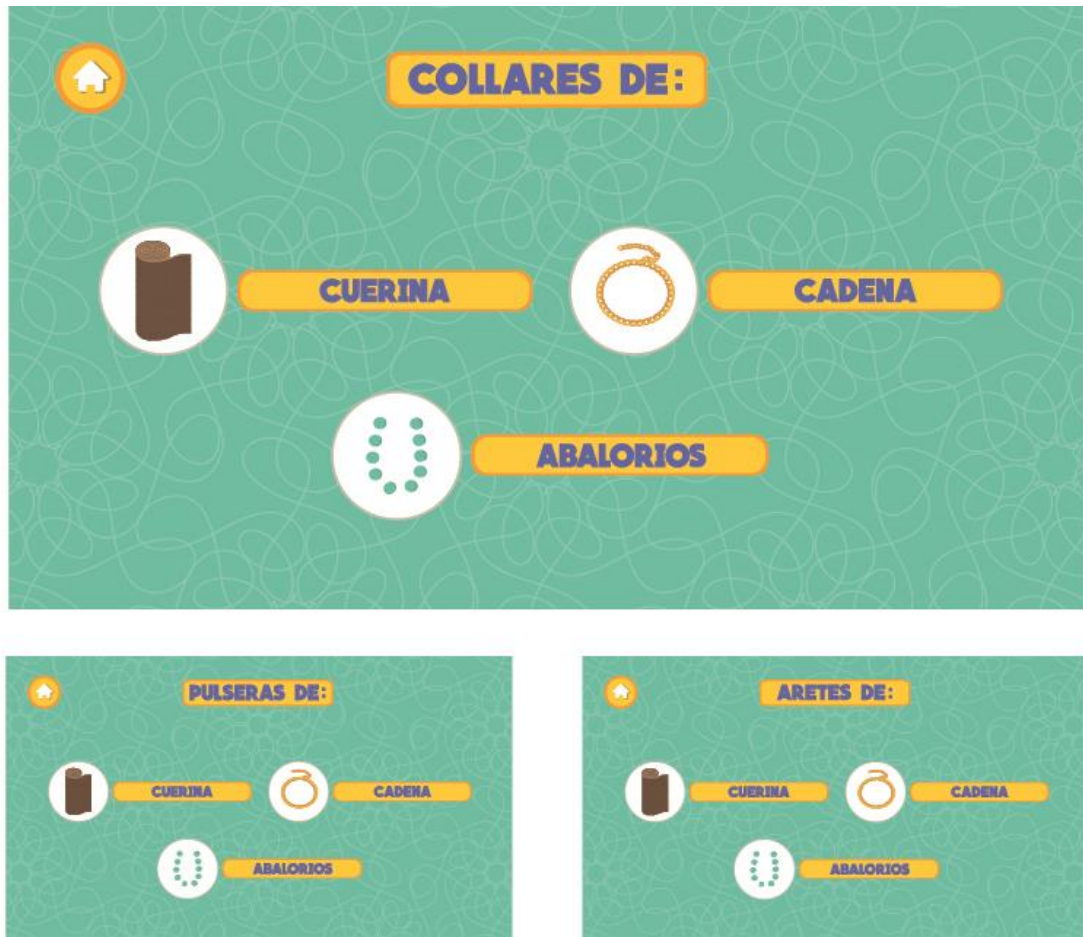 COLLARES DE:
CUERINA
CADENA
ABALORIOS
PULSERAS DE:
CUERINA
CADENA
ABALORIOS
ARETES DE:
CUERINA
CADENA
ABALORIOS